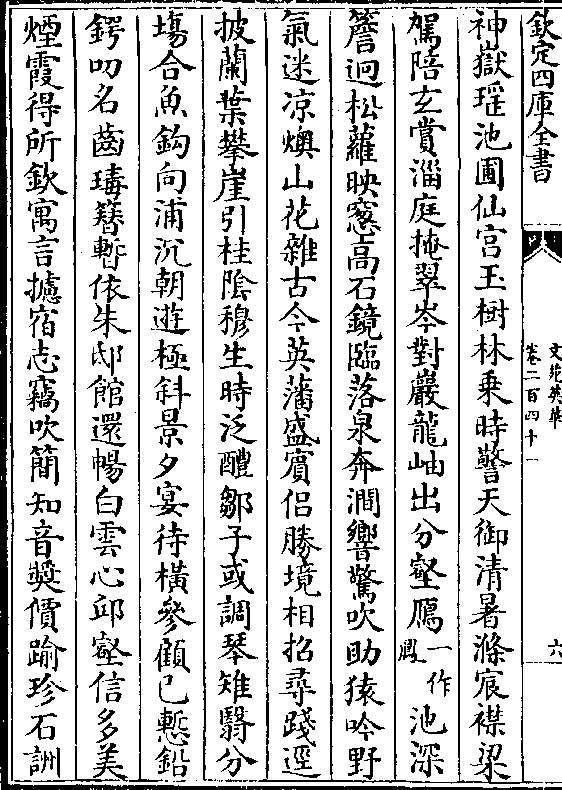 欽定四庫全書
文苑英華
卷二百四十一
六
神嶽瑶池圃仙宫玉樹林乗時警天御清暑滌宸襟梁
駕陪玄賞淄庭掩翠岑對巖龍岫出分壑鴈一作鳳池深
簷迥松蘿映窓高石鏡臨落泉奔澗響驚吹助猿吟野
氣迷凉燠山花雜古今英藩盛賔侣勝境相招尋踐逕
披蘭葉攀崖引桂隂穆生時泛醴鄒子或調琴雉翳分
塲合魚鈎向浦沉朝遊極斜景夕宴待横參顧已慙鉛
鍔叨名齒瑇簪暫依朱邸館還暢白雲心邱壑信多美
煙霞得所欽寓言攄宿志竊吹簡知音奬價踰珍石詶